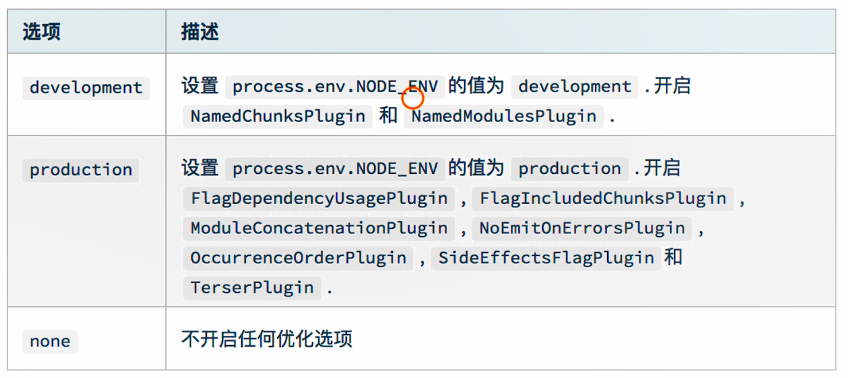 选项 描述
development 设置 process.env.NODE_ENV 的值为 development .开启
NamedChunksPlugin 和 NamedModulesPlugin .
production 设置 process.env.NODE_ENV 的值为 production .开启
FlagDependencyUsagePlugin , FlagIncludedChunksPlugin ,
ModuleConcatenationPlugin , NoEmitOnErrorsPlugin ,
OccurrenceOrderPlugin , SideEffectsFlagPlugin 和
TerserPlugin .
none 不开启任何优化选项